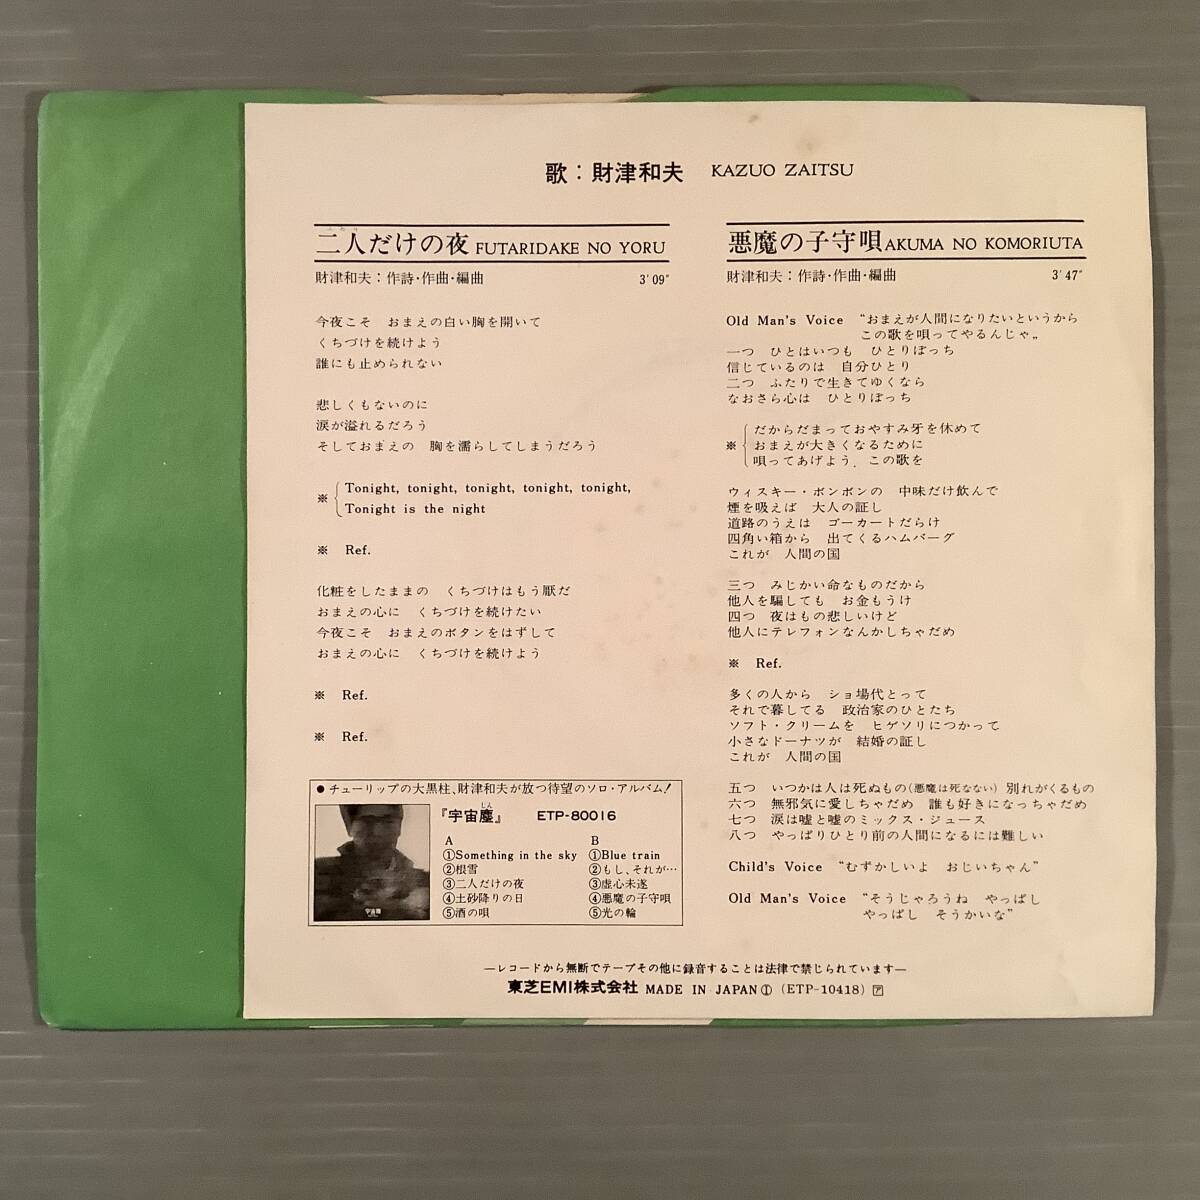 歌：財津和夫 KAZUO ZAITSU
二人だけの夜 FUTARIDAKE NO YORU
財津和夫：作詩・作曲・編曲 3′09″
今夜こそ おまえの白い胸を開いて
くちづけを続けよう
誰にも止められない
悲しくもないのに
涙が溢れるだろう
そしておまえの 胸を濡らしてしまうだろう
※ Tonight, tonight, tonight, tonight, tonight,
Tonight is the night
※ Ref.
化粧をしたままの くちづけはもう厭だ
おまえの心に くちづけを続けたい
今夜こそ おまえのボタンをはずして
おまえの心に くちづけを続けよう
※ Ref.
※ Ref.
●チューリップの大黒柱、財津和夫が放つ待望のソロ・アルバム！
『宇宙塵』 ETP-80016
じん
A
①Something in the sky
②根雪
③二人だけの夜
④土砂降りの日
⑤酒の唄
B
①Blue train
②もし、それが…
③虚心未遂
④悪魔の子守唄
⑤光の輪
宇宙塵
悪魔の子守唄 AKUMA NO KOMORIUTA
財津和夫：作詩・作曲・編曲 3′47″
Old Man's Voice “おまえが人間になりたいというから
この歌を唄ってやるんじゃ„
一つ ひとはいつも ひとりぼっち
信じているのは 自分ひとり
二つ ふたりで生きてゆくなら
なおさら心は ひとりぼっち
※ だからだまっておやすみ牙を休めて
おまえが大きくなるために
唄ってあげよう、この歌を
ウィスキー・ボンボンの 中味だけ飲んで
煙を吸えば 大人の証し
道路のうえは ゴーカートだらけ
四角い箱から 出てくるハムバーグ
これが 人間の国
三つ みじかい命なものだから
他人を騙しても お金もうけ
四つ 夜はもの悲しいけど
他人にテレフォンなんかしちゃだめ
※ Ref.
多くの人から ショ場代とって
それで暮してる 政治家のひとたち
ソフト・クリームを ヒゲソリにつかって
小さなドーナツが 結婚の証し
これが 人間の国
五つ いつかは人は死ぬもの（悪魔は死なない）別れがくるもの
六つ 無邪気に愛しちゃだめ 誰も好きになっちゃだめ
七つ 涙は嘘と嘘のミックス・ジュース
八つ やっぱりひとり前の人間になるには難しい
Child's Voice “むずかしいよ おじいちゃん”
Old Man's Voice “そうじゃろうね やっぱし
やっぱし そうかいな”
―レコードから無断でテープその他に録音することは法律で禁じられています―
東芝EMI株式会社 MADE IN JAPAN① (ETP-10418) ア